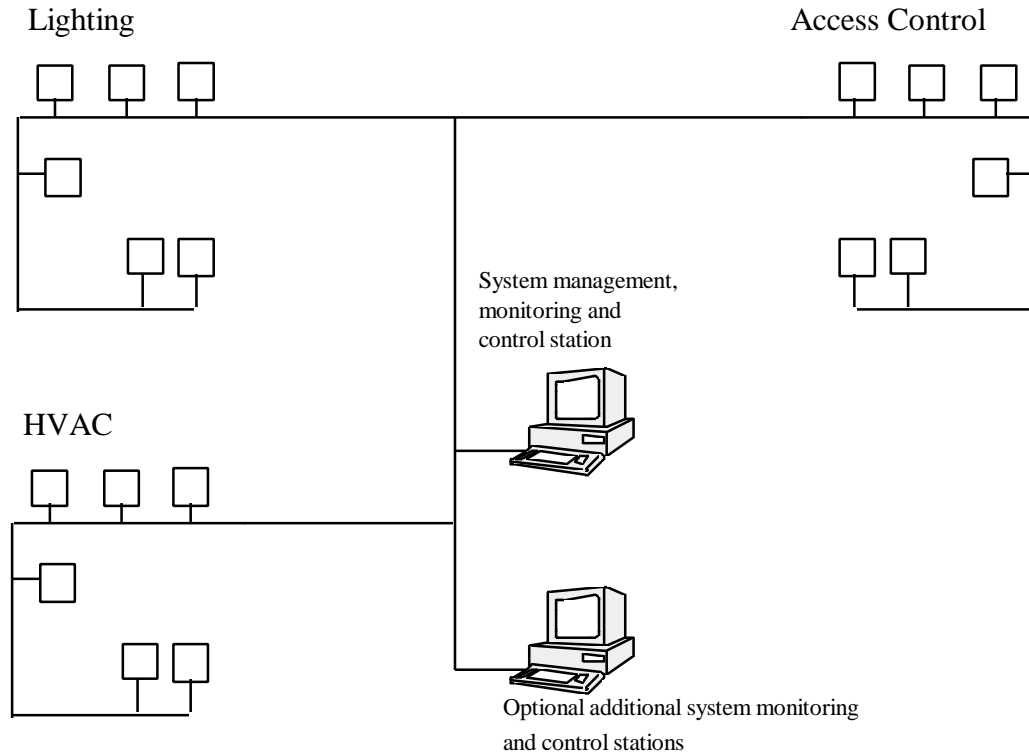 Lighting
Access Control
System management,
monitoring and
control station
HVAC
Optional additional system monitoring
and control stations